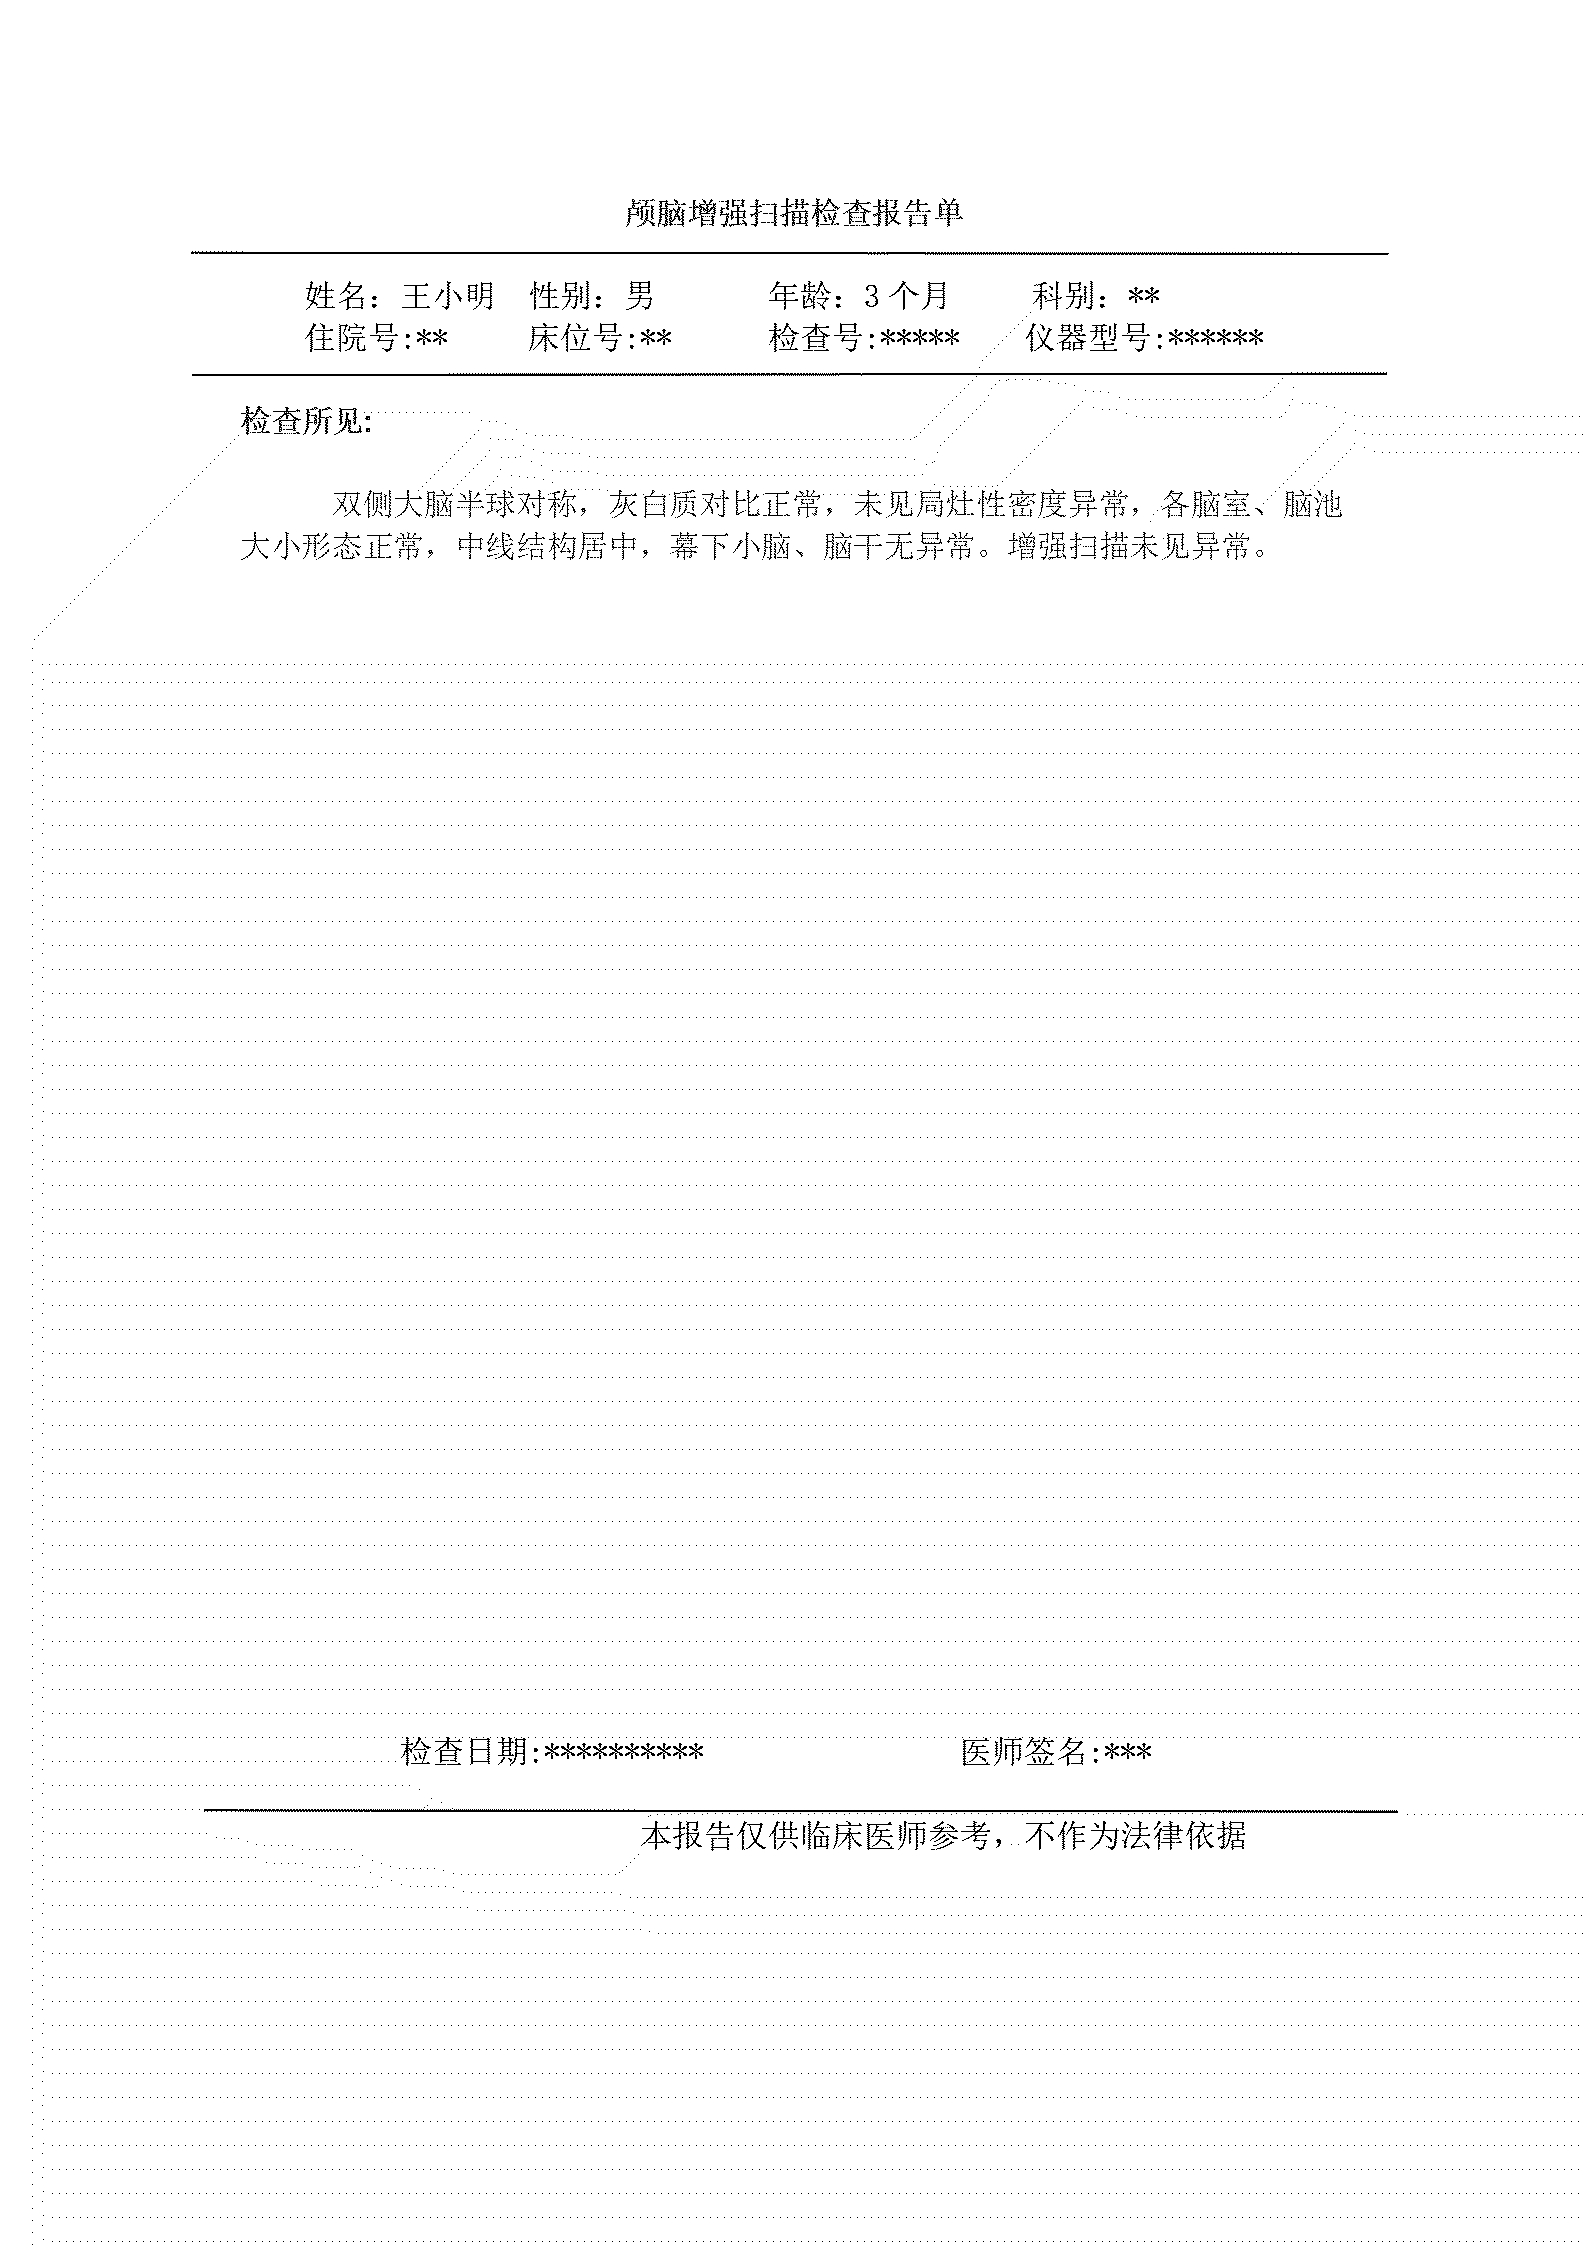 颅脑增强扫描检查报告单
姓名：王小明 性别：男 年龄：3个月 科别：**
住院号:** 床位号:** 检查号:***** 仪器型号:******
检查所见:
双侧大脑半球对称，灰白质对比正常，未见局灶性密度异常，各脑室、脑池
大小形态正常，中线结构居中，幕下小脑、脑干无异常。增强扫描未见异常。
检查日期:********** 医师签名:***
本报告仅供临床医师参考，不作为法律依据